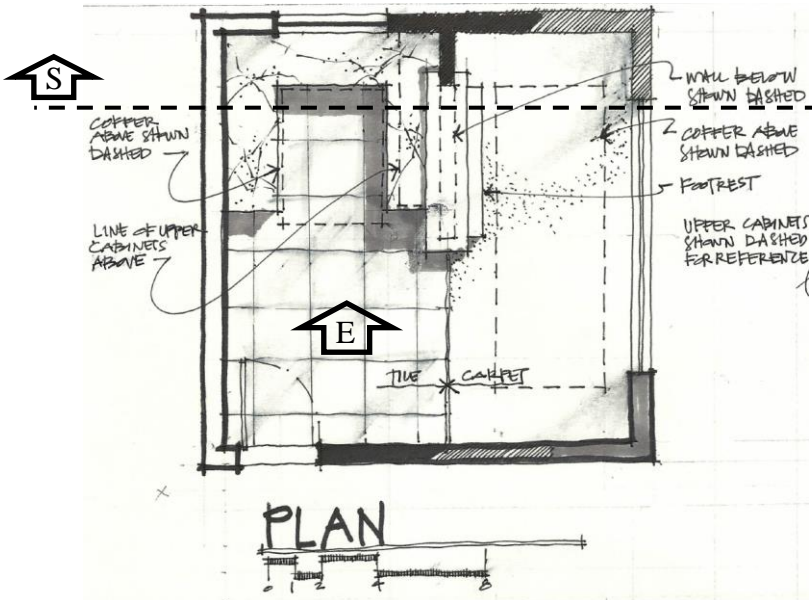 S
COFFER
ABOVE SHOWN
DASHED
LINE OF UPPER
CABINETS
ABOVE
WALL BELOW
SHOWN DASHED
COFFER ABOVE
SHOWN DASHED
FOOTREST
UPPER CABINETS
SHOWN DASHED
FOR REFERENCE
E
TILE CARPET
PLAN
0 1 2 4 8